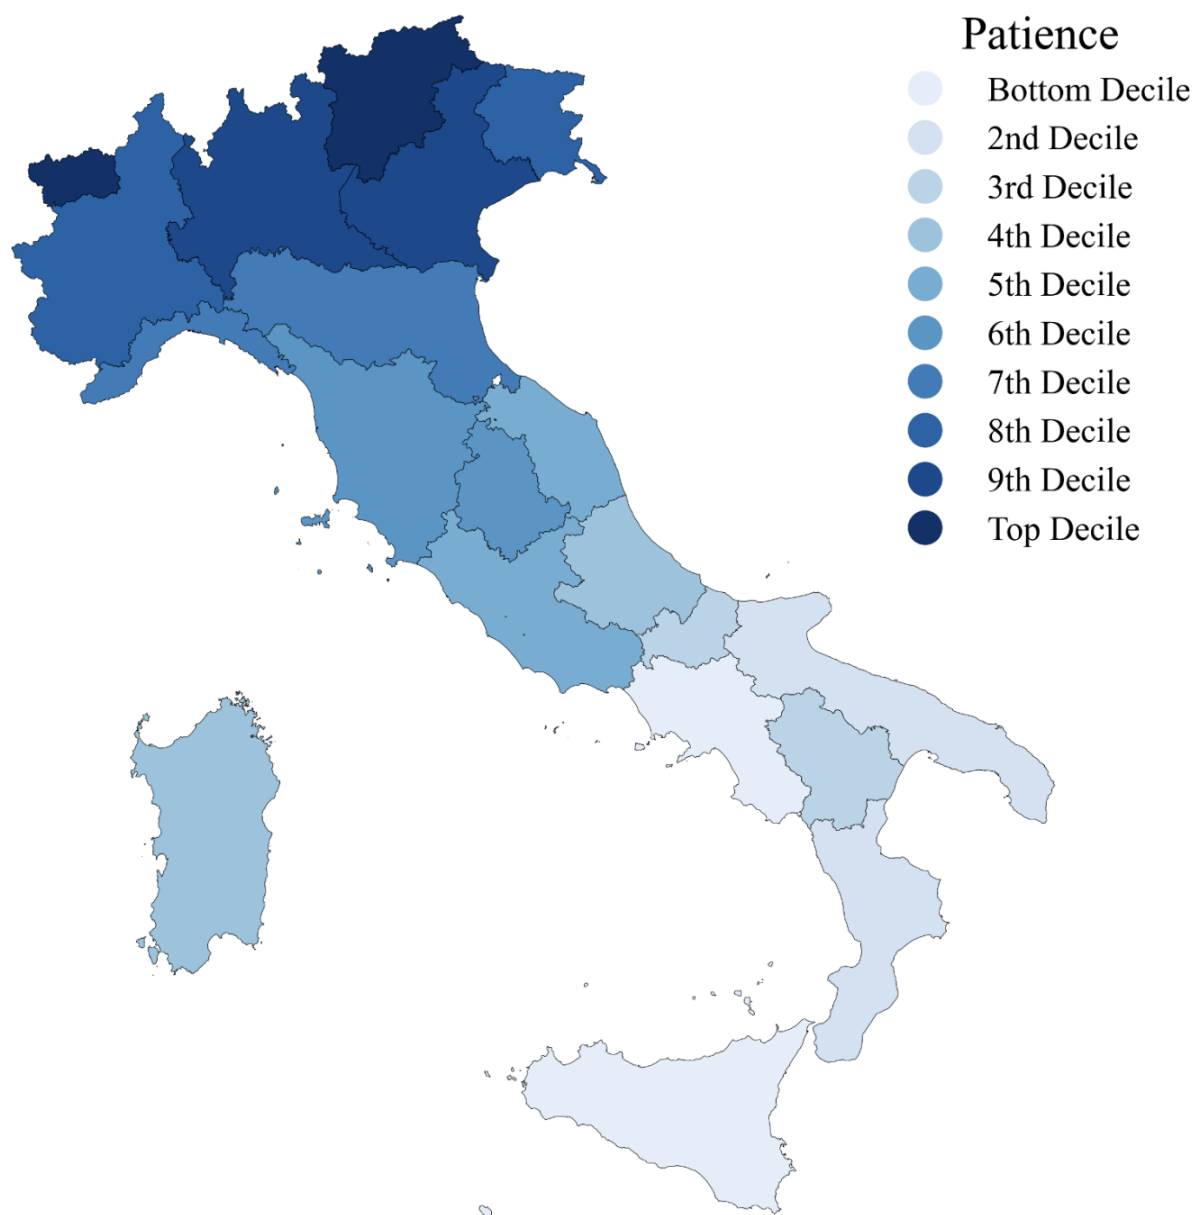 Patience
Bottom Decile
2nd Decile
3rd Decile
4th Decile
5th Decile
6th Decile
7th Decile
8th Decile
9th Decile
Top Decile